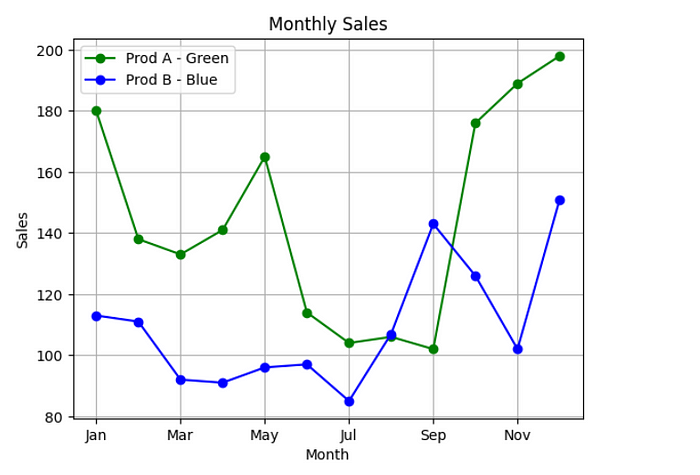 Monthly Sales
Prod A - Green
Prod B - Blue
200
180
160
140
120
100
80
Sales
Jan Mar May Jul Sep Nov
Month